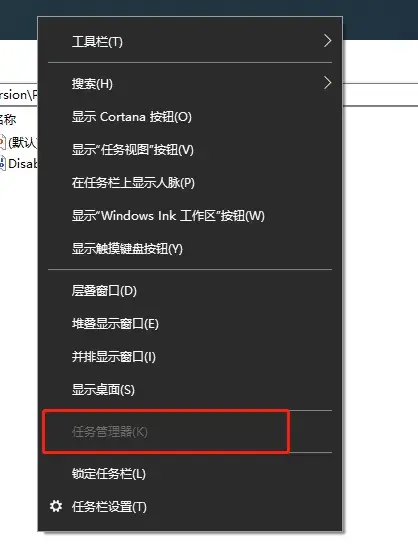 工具栏(T)
搜索(H)
ersion\P
名称
显示 Cortana 按钮(O)
(默认)
显示“任务视图”按钮(V)
Disab
在任务栏上显示人脉(P)
显示“Windows Ink 工作区”按钮(W)
显示触摸键盘按钮(Y)
层叠窗口(D)
堆叠显示窗口(E)
并排显示窗口(I)
显示桌面(S)
任务管理器(K)
锁定任务栏(L)
任务栏设置(T)